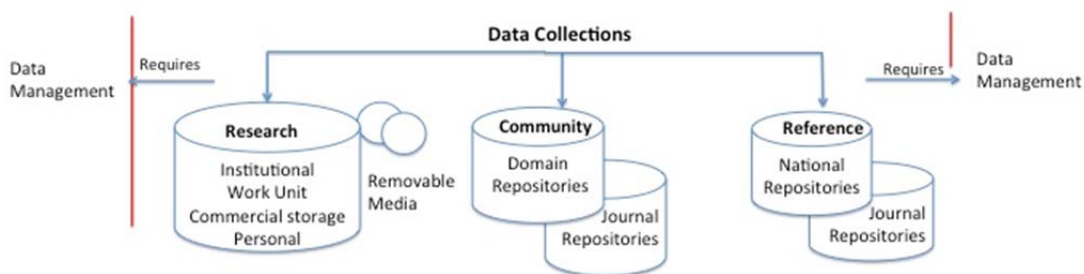 Data Collections
Data
Management
Requires
Requires
Data
Management
Research
Institutional
Work Unit
Commercial storage
Personal
Removable
Media
Community
Domain
Repositories
Journal
Repositories
Reference
National
Repositories
Journal
Repositories